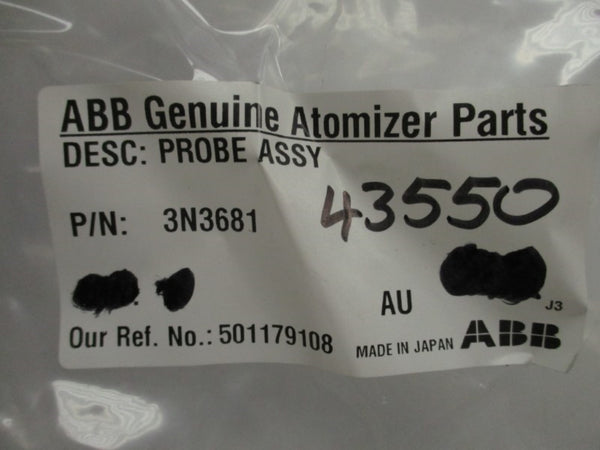 ABB Genuine Atomizer Parts
DESC: PROBE ASSY
43550
P/N: 3N3681
AU
J3
Our Ref. No.: 501179108
MADE IN JAPAN ABB